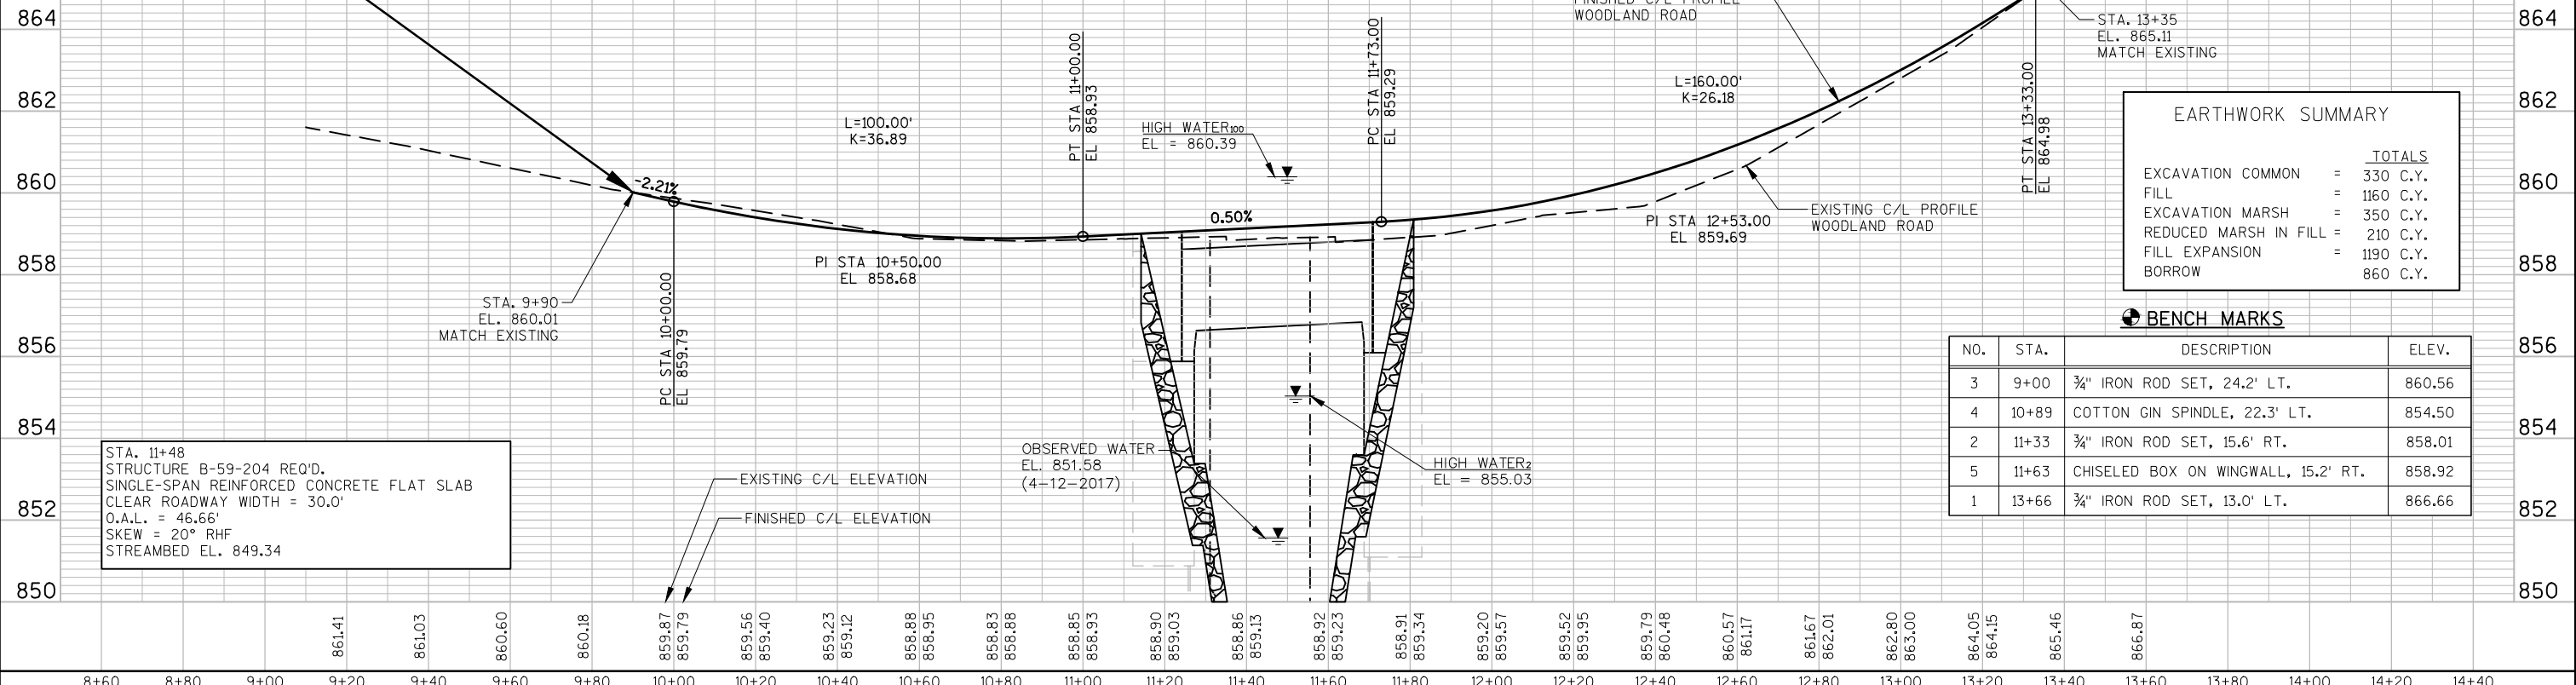 864
862
860
858
856
854
852
850
FINISHED C/L PROFILE
WOODLAND ROAD
STA. 13+35
EL. 865.11
MATCH EXISTING
-2.21%
L=100.00'
K=36.89
PT STA 11+00.00
EL 858.93
HIGH WATER100
EL = 860.39
PC STA 11+73.00
EL 859.29
L=160.00'
K=26.18
PT STA 13+33.00
EL 864.98
0.50%
PI STA 12+53.00
EL 859.69
EXISTING C/L PROFILE
WOODLAND ROAD
PI STA 10+50.00
EL 858.68
STA. 9+90
EL. 860.01
MATCH EXISTING
PC STA 10+00.00
EL 859.79
OBSERVED WATER
EL. 851.58
(4-12-2017)
HIGH WATER2
EL = 855.03
EXISTING C/L ELEVATION
FINISHED C/L ELEVATION
STA. 11+48
STRUCTURE B-59-204 REQ'D.
SINGLE-SPAN REINFORCED CONCRETE FLAT SLAB
CLEAR ROADWAY WIDTH = 30.0'
O.A.L. = 46.66'
SKEW = 20° RHF
STREAMBED EL. 849.34
EARTHWORK SUMMARY
TOTALS
EXCAVATION COMMON = 330 C.Y.
FILL = 1160 C.Y.
EXCAVATION MARSH = 350 C.Y.
REDUCED MARSH IN FILL = 210 C.Y.
FILL EXPANSION = 1190 C.Y.
BORROW 860 C.Y.
BENCH MARKS
NO. STA. DESCRIPTION ELEV.
3 9+00 ¾" IRON ROD SET, 24.2' LT. 860.56
4 10+89 COTTON GIN SPINDLE, 22.3' LT. 854.50
2 11+33 ¾" IRON ROD SET, 15.6' RT. 858.01
5 11+63 CHISELED BOX ON WINGWALL, 15.2' RT. 858.92
1 13+66 ¾" IRON ROD SET, 13.0' LT. 866.66
864
862
860
858
856
854
852
850
861.41
861.03
860.60
860.18
859.87
859.79
859.56
859.40
859.23
859.12
858.88
858.95
858.83
858.88
858.85
858.93
858.90
859.03
858.86
859.13
858.92
859.23
858.91
859.34
859.20
859.57
859.52
859.95
859.79
860.48
860.57
861.17
861.67
862.01
862.80
863.00
864.05
864.15
865.46
866.87
8+60 8+80 9+00 9+20 9+40 9+60 9+80 10+00 10+20 10+40 10+60 10+80 11+00 11+20 11+40 11+60 11+80 12+00 12+20 12+40 12+60 12+80 13+00 13+20 13+40 13+60 13+80 14+00 14+20 14+40